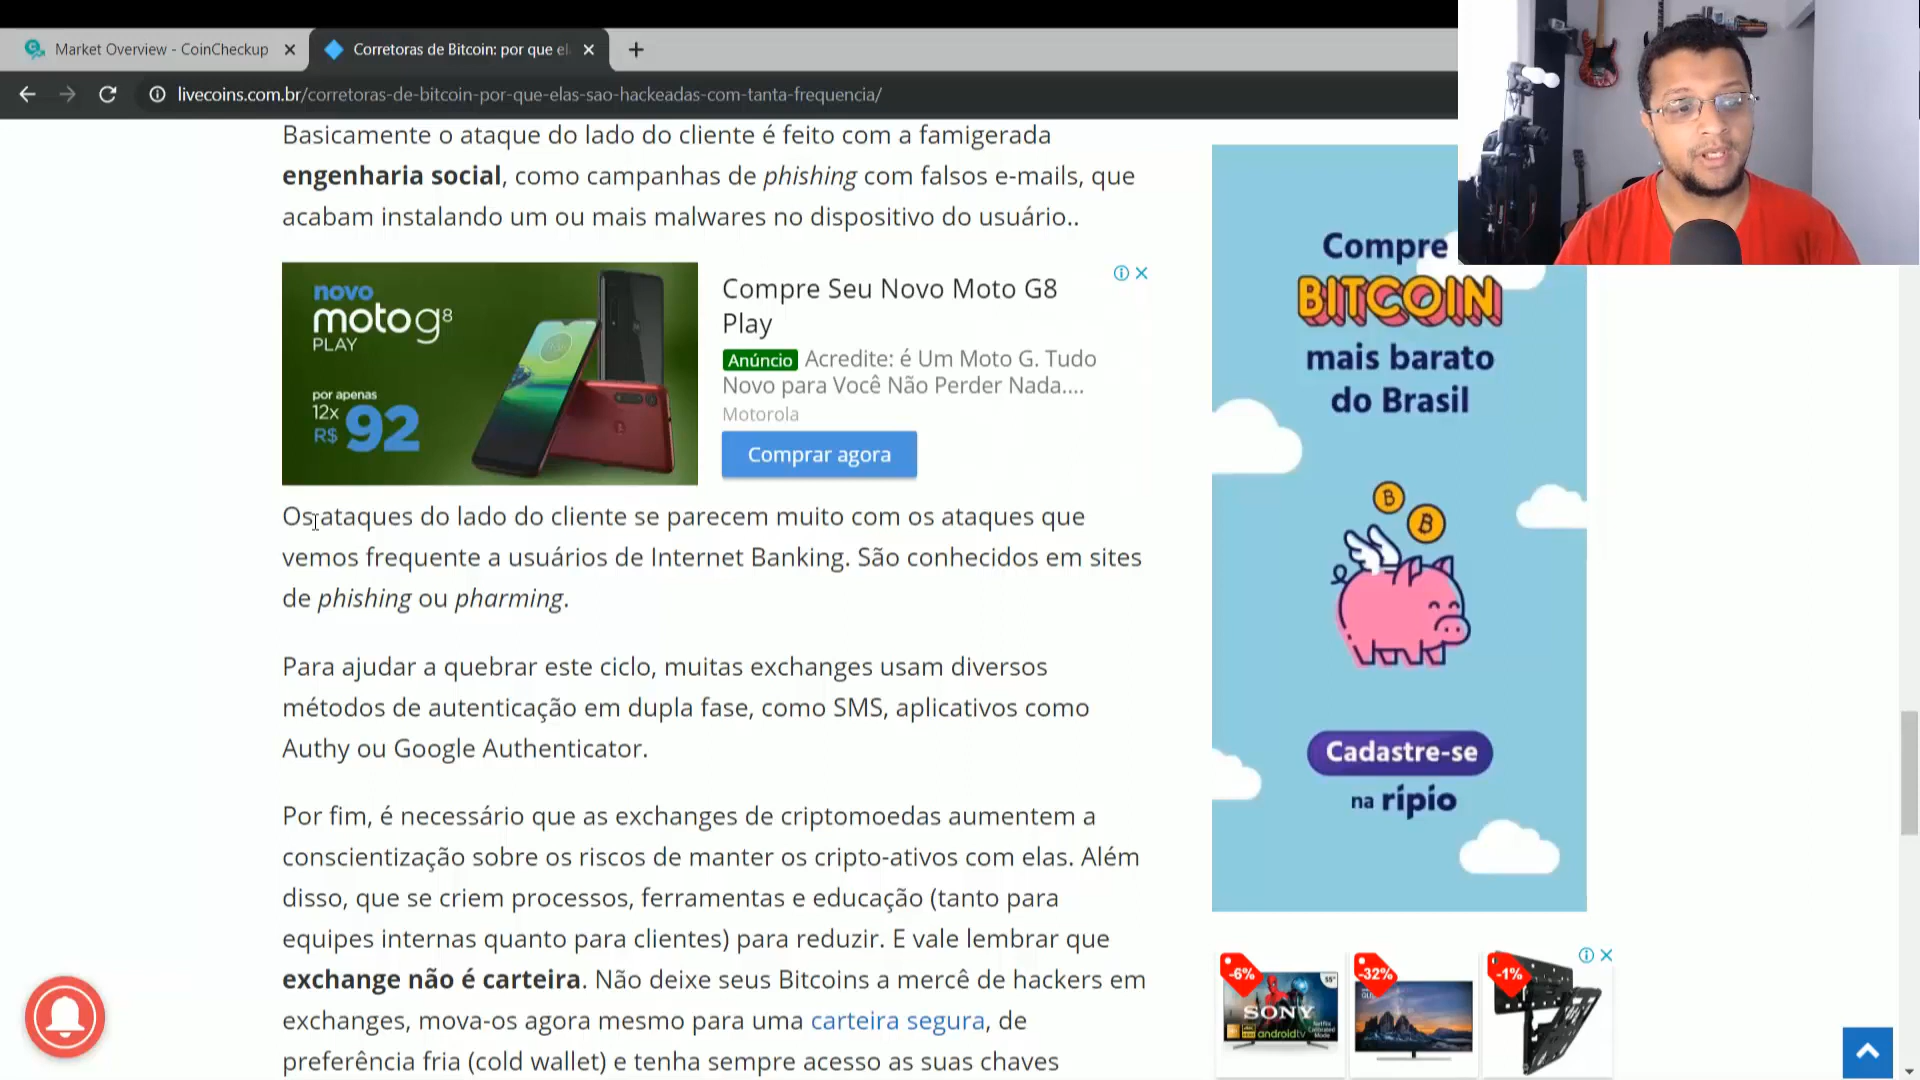 Market Overview - CoinCheckup
Corretoras de Bitcoin: por que el
livecoins.com.br/corretoras-de-bitcoin-por-que-elas-sao-hackeadas-com-tanta-frequencia/
Basicamente o ataque do lado do cliente é feito com a famigerada
engenharia social, como campanhas de phishing com falsos e-mails, que
acabam instalando um ou mais malwares no dispositivo do usuário..
novo
motog8
PLAY
por apenas
12x
R$ 92
Compre Seu Novo Moto G8
Play
Anúncio Acredite: é Um Moto G. Tudo
Novo para Você Não Perder Nada....
Motorola
Comprar agora
Os ataques do lado do cliente se parecem muito com os ataques que
vemos frequente a usuários de Internet Banking. São conhecidos em sites
de phishing ou pharming.
Para ajudar a quebrar este ciclo, muitas exchanges usam diversos
métodos de autenticação em dupla fase, como SMS, aplicativos como
Authy ou Google Authenticator.
Por fim, é necessário que as exchanges de criptomoedas aumentem a
conscientização sobre os riscos de manter os cripto-ativos com elas. Além
disso, que se criem processos, ferramentas e educação (tanto para
equipes internas quanto para clientes) para reduzir. E vale lembrar que
exchange não é carteira. Não deixe seus Bitcoins a mercê de hackers em
exchanges, mova-os agora mesmo para uma carteira segura, de
preferência fria (cold wallet) e tenha sempre acesso as suas chaves
Compre
BITCOIN
mais barato
do Brasil
Cadastre-se
na ripio
-6%
SONY
androidtv
-32%
-1%